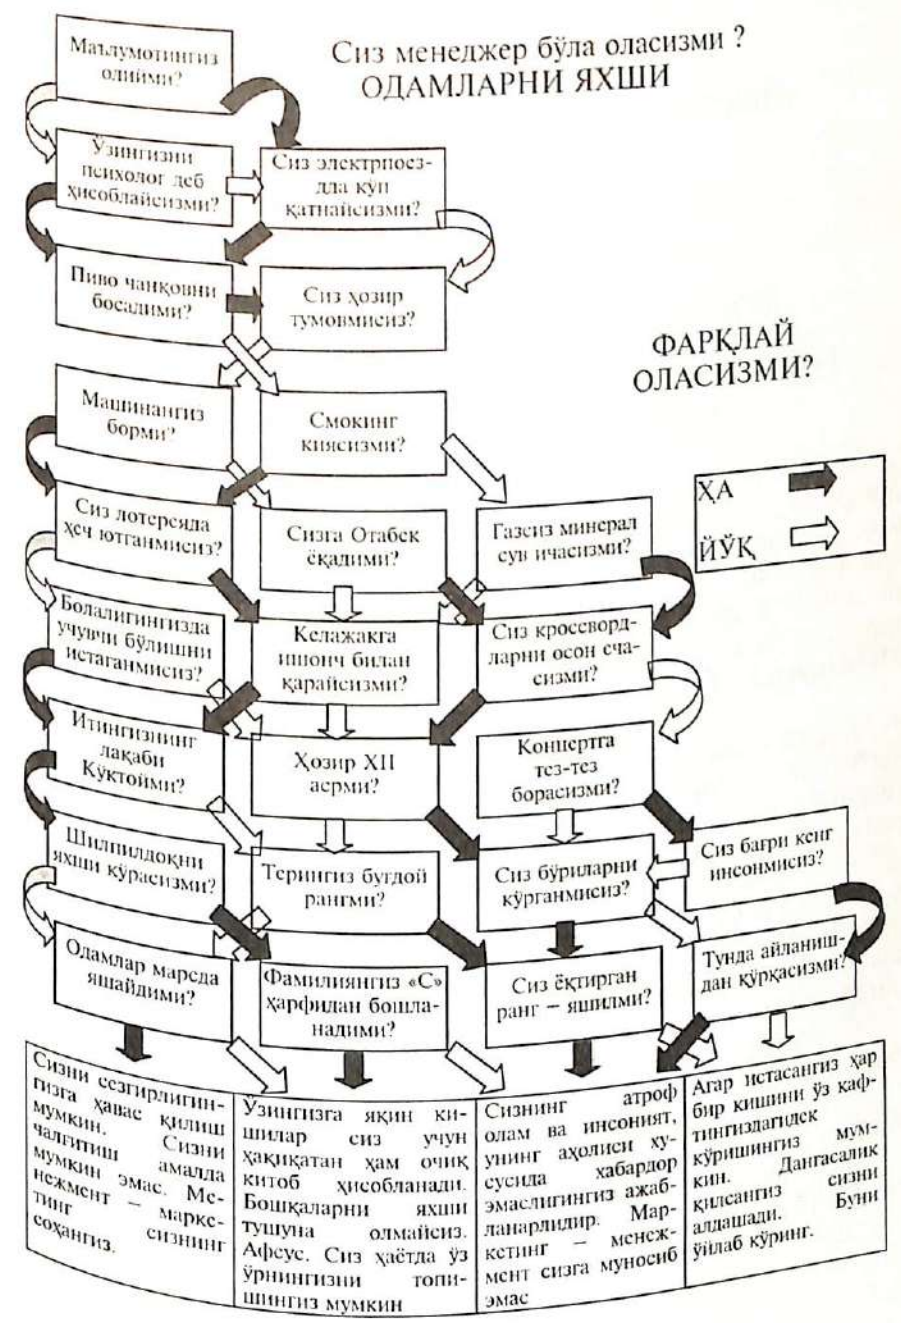 Сиз менеджер бўла оласизми ?
ОДАМЛАРНИ ЯХШИ
ФАРҚЛАЙ
ОЛАСИЗМИ?
ҲА
ЙЎҚ
Маълумотингиз
олийми?
Ўзингизни
психолог деб
ҳисоблайсизми?
Сиз электрпоез-
дда кўп
қатнайсизми?
Пиво чанқовни
босадими?
Сиз ҳозир
тумовмисиз?
Машинангиз
борми?
Смокинг
киясизми?
Сиз лотереяда
ҳеч ютганмисиз?
Сизга Отабек
ёқадими?
Газсиз минерал
сув ичасизми?
Болалигингизда
учувчи бўлишни
истаганмисиз?
Келажакга
ишонч билан
қарайсизми?
Сиз кроссворд-
ларни осон еча-
сизми?
Итингизнинг
лақаби
Кўктойми?
Ҳозир XII
асрми?
Концертга
тез-тез
борасизми?
Шилпилдоқни
яхши кўрасизми?
Терингиз буғдой
рангми?
Сиз бўриларни
кўрганмисиз?
Сиз бағри кенг
инсонмисиз?
Одамлар марсда
яшайдими?
Фамилиянгиз «С»
ҳарфидан бошла-
надими?
Сиз ёқтирган
ранг – яшилми?
Тунда айланиш-
дан қўрқасизми?
Сизни сезгирлигин-
гизга ҳавас қилиш
мумкин. Сизни
чалғитиш амалда
мумкин эмас. Ме-
нежмент – марке-
тинг сизнинг
соҳангиз.
Ўзингизга яқин ки-
шилар сиз учун
ҳақиқатан ҳам очиқ
китоб ҳисобланади.
Бошқаларни яхши
тушуна олмайсиз.
Афсус. Сиз ҳаётда ўз
ўрнингизни топи-
шингиз мумкин
Сизнинг атроф
олам ва инсоният,
унинг аҳолиси ху-
сусида хабардор
эмаслигингиз ажаб-
ланарлидир. Мар-
кетинг – менеж-
мент сизга муносиб
эмас
Агар истасангиз ҳар
бир кишини ўз каф-
тингиздагидек
кўришингиз мум-
кин. Дангасалик
қилсангиз сизни
алдашади. Буни
ўйлаб кўринг.